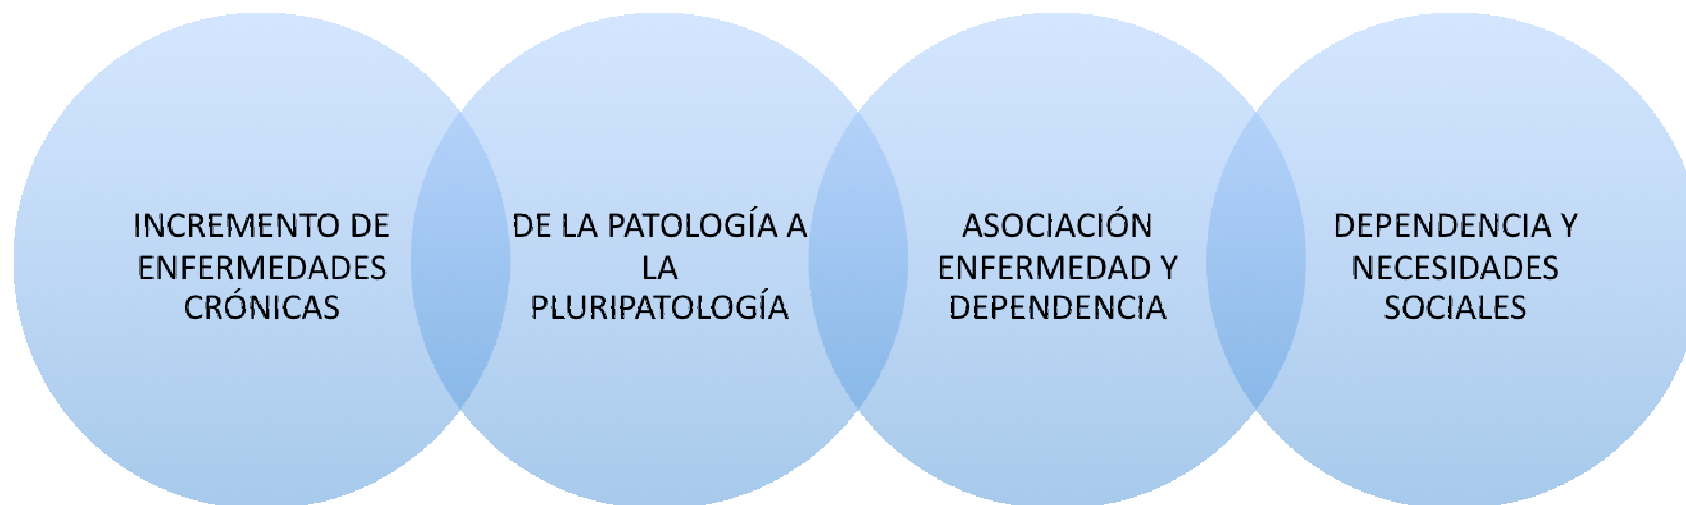 INCREMENTO DE
ENFERMEDADES
CRÓNICAS
DE LA PATOLOGÍA A
LA
PLURIPATOLOGÍA
ASOCIACIÓN
ENFERMEDAD Y
DEPENDENCIA
DEPENDENCIA Y
NECESIDADES
SOCIALES